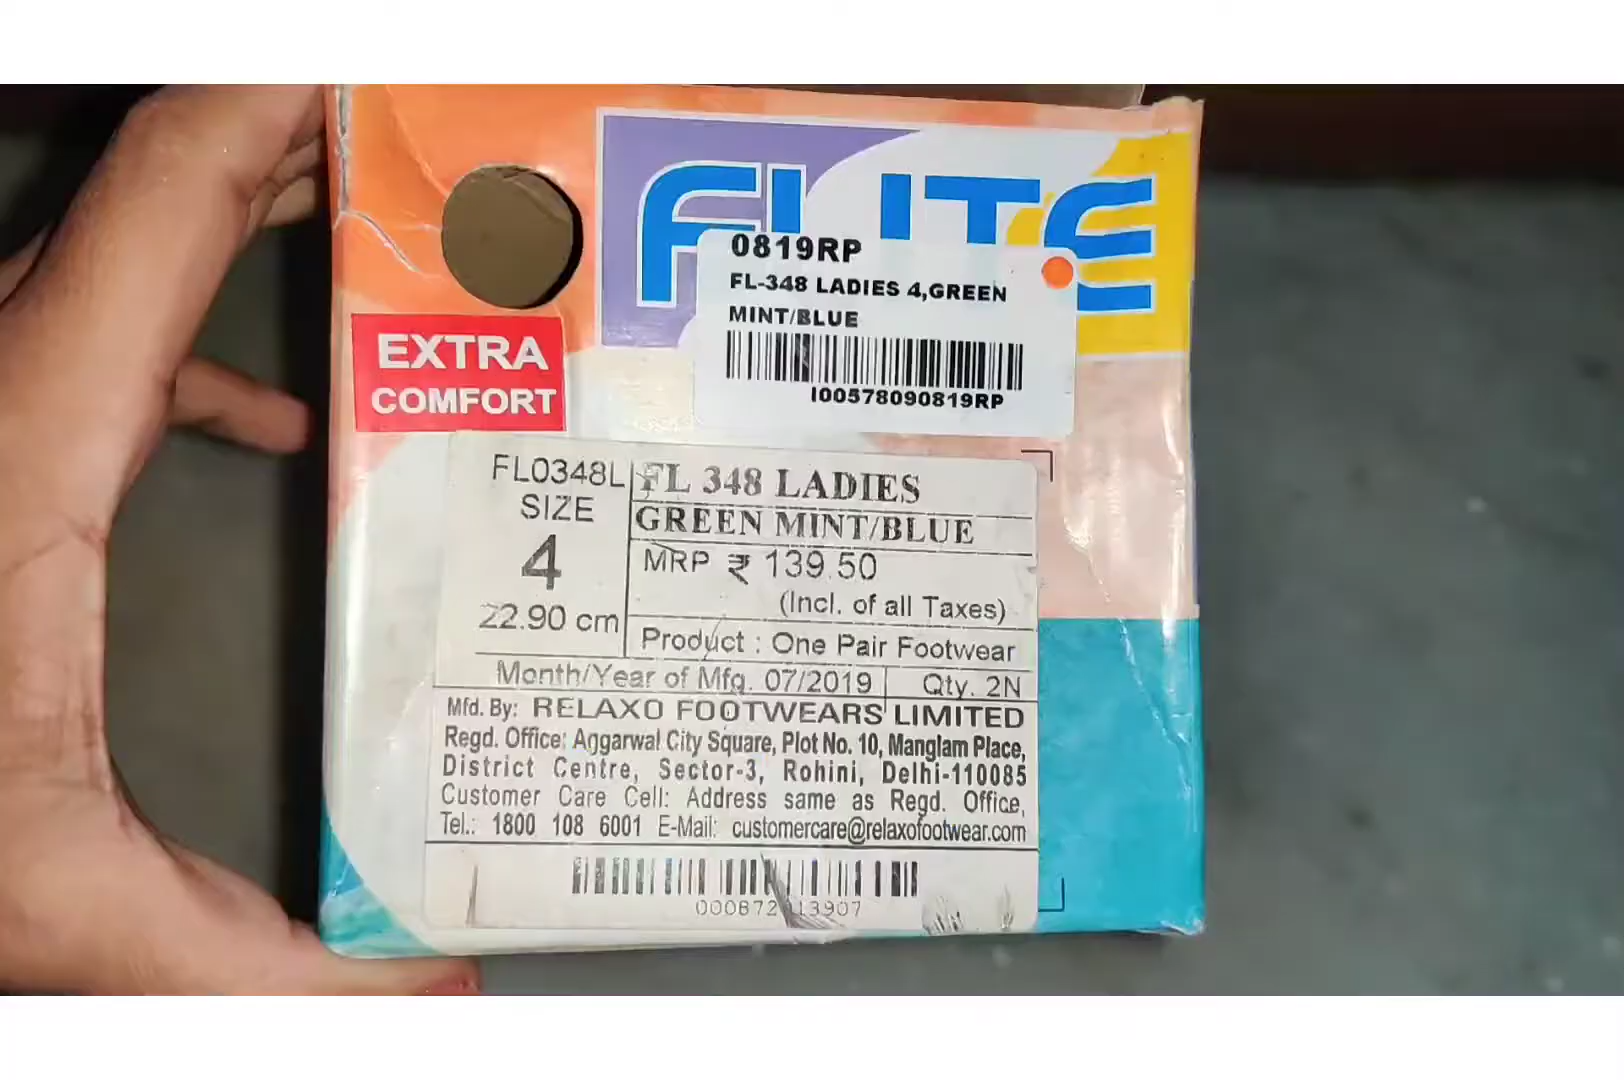 FLITE
0819RP
FL-348 LADIES 4,GREEN
MINT/BLUE
I00578090819RP
EXTRA
COMFORT
FL0348L
SIZE
4
22.90 cm
FL 348 LADIES
GREEN MINT/BLUE
MRP ₹ 139.50
(Incl. of all Taxes)
Product : One Pair Footwear
Month/Year of Mfg. 07/2019 Qty. 2N
Mfd. By: RELAXO FOOTWEARS LIMITED
Regd. Office: Aggarwal City Square, Plot No. 10, Manglam Place,
District Centre, Sector-3, Rohini, Delhi-110085
Customer Care Cell: Address same as Regd. Office,
Tel.: 1800 108 6001 E-Mail: customercare@relaxofootwear.com